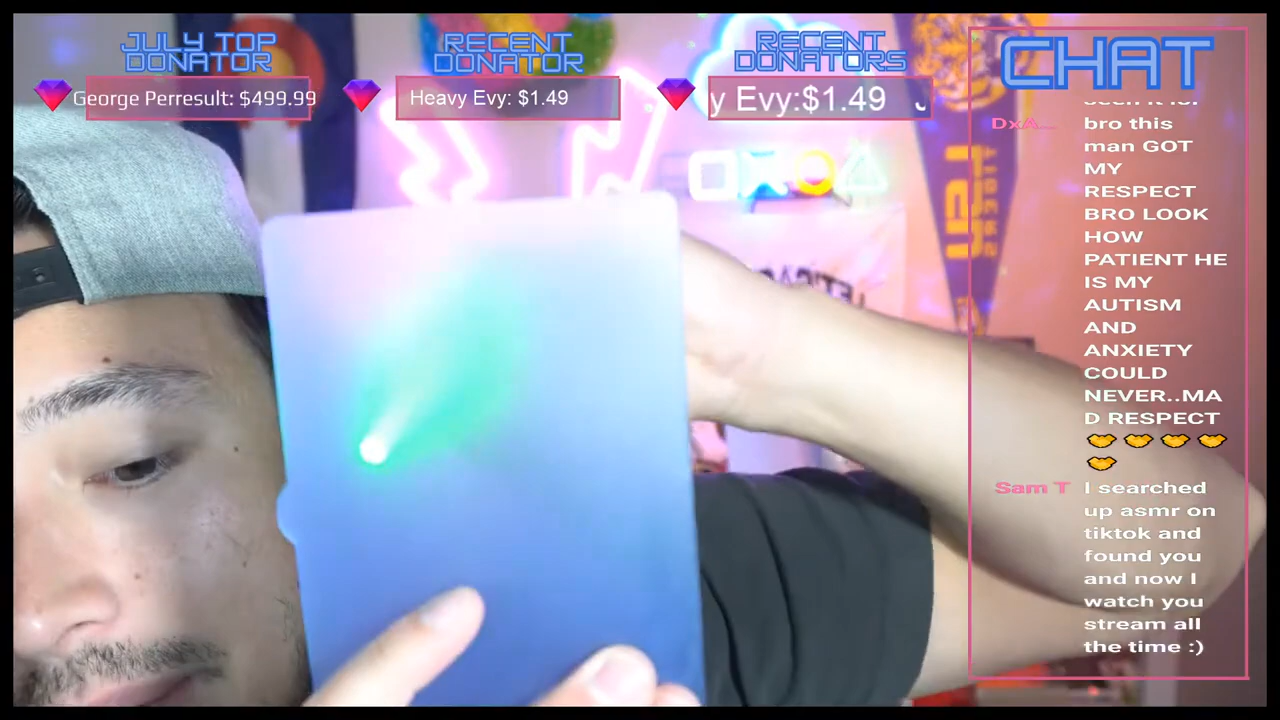 JULY TOP
DONATOR
George Perresult: $499.99
RECENT
DONATOR
Heavy Evy: $1.49
RECENT
DONATORS
y Evy:$1.49
CHAT
bro this
man GOT
MY
RESPECT
BRO LOOK
HOW
PATIENT HE
IS MY
AUTISM
AND
ANXIETY
COULD
NEVER..MA
D RESPECT
Sam T I searched
up asmr on
tiktok and
found you
and now I
watch you
stream all
the time :)